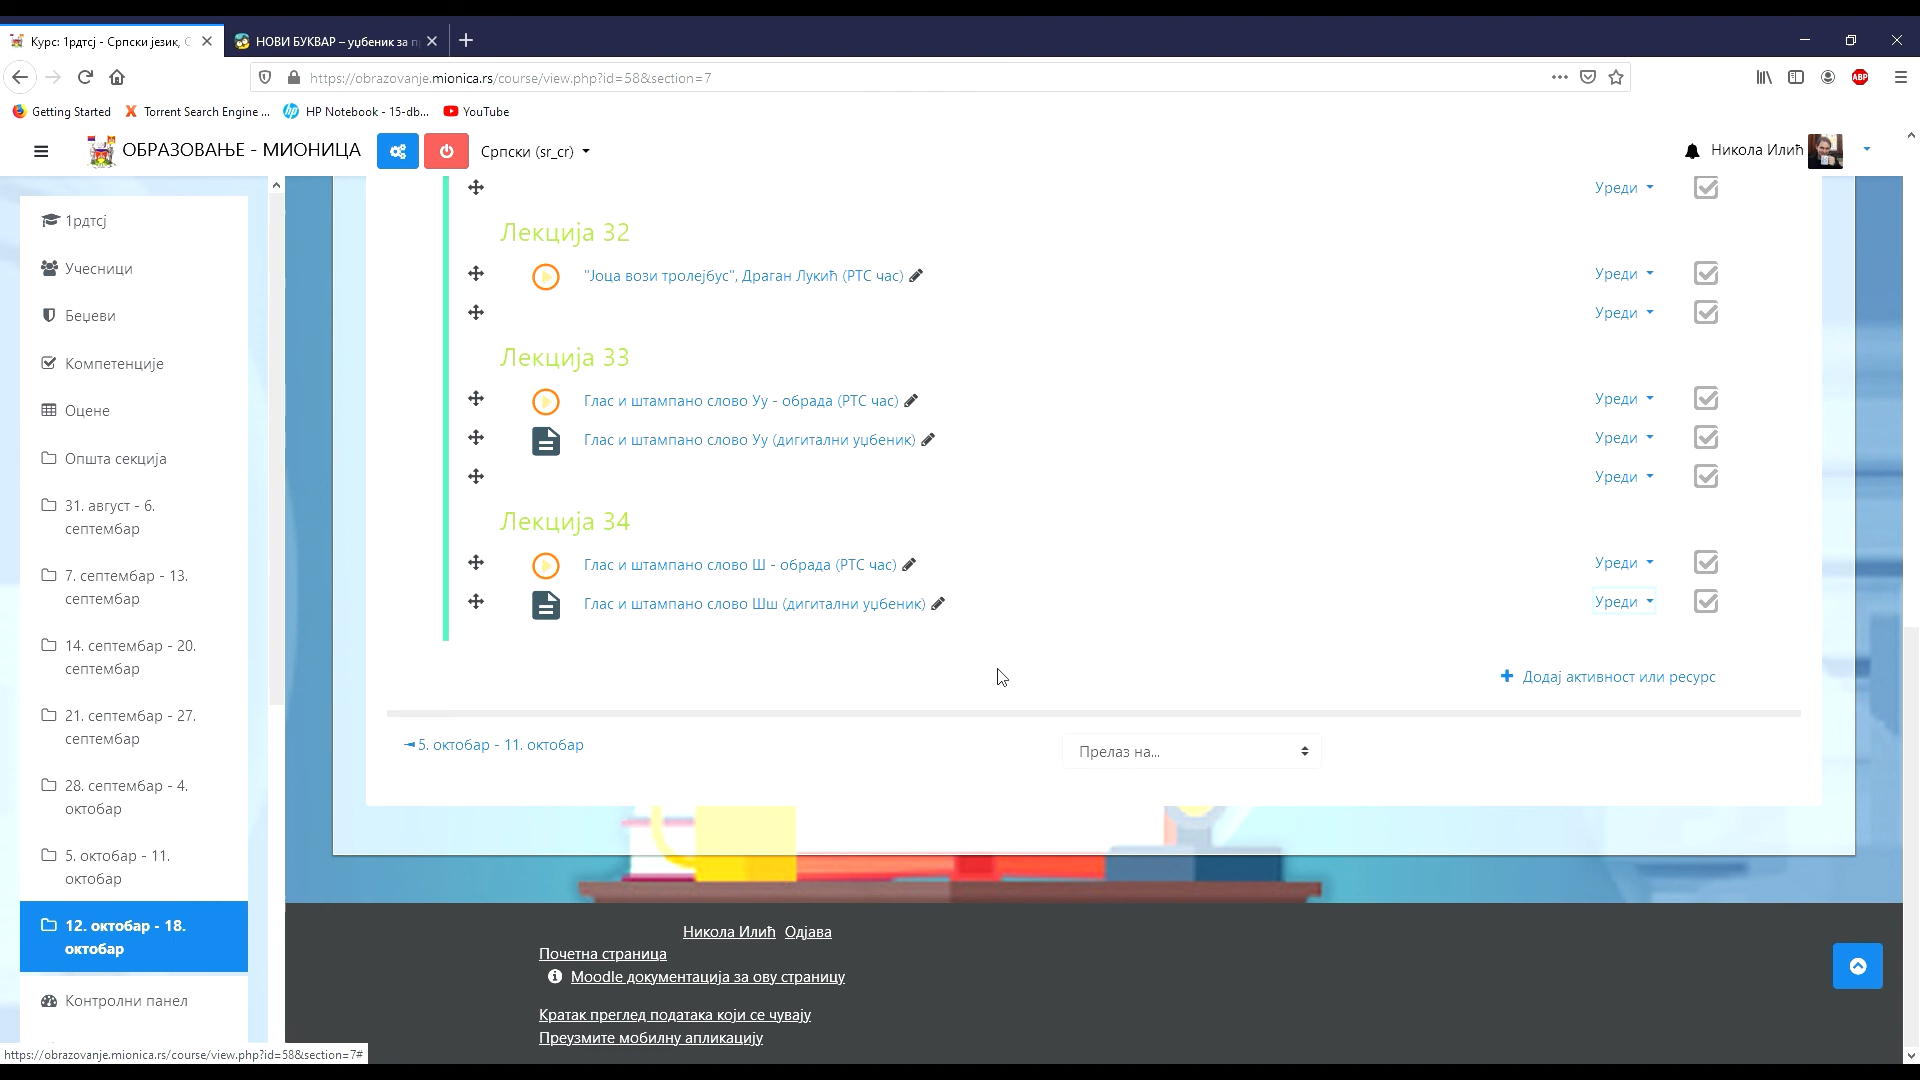 Курс: 1рдтсј - Српски језик, С
НОВИ БУКВАР – уџбеник за п
https://obrazovanje.mionica.rs/course/view.php?id=58&section=7
ABP
Getting Started
Torrent Search Engine ...
HP Notebook - 15-db...
YouTube
ОБРАЗОВАЊЕ - МИОНИЦА
Српски (sr_cr)
Никола Илић
1рдтсј
Учесници
Беџеви
Компетенције
Оцене
Општа секција
31. август - 6.
септембар
7. септембар - 13.
септембар
14. септембар - 20.
септембар
21. септембар - 27.
септембар
28. септембар - 4.
октобар
5. октобар - 11.
октобар
12. октобар - 18.
октобар
Контролни панел
Уреди
Лекција 32
"Јоца вози тролејбус", Драган Лукић (РТС час)
Уреди
Уреди
Лекција 33
Глас и штампано слово Уу - обрада (РТС час)
Уреди
Глас и штампано слово Уу (дигитални уџбеник)
Уреди
Уреди
Лекција 34
Глас и штампано слово Ш - обрада (РТС час)
Уреди
Глас и штампано слово Шш (дигитални уџбеник)
Уреди
Додај активност или ресурс
5. октобар - 11. октобар
Прелаз на...
Никола Илић Одјава
Почетна страница
Moodle документација за ову страницу
Кратак преглед података који се чувају
Преузмите мобилну апликацију
https://obrazovanje.mionica.rs/course/view.php?id=58&section=7#